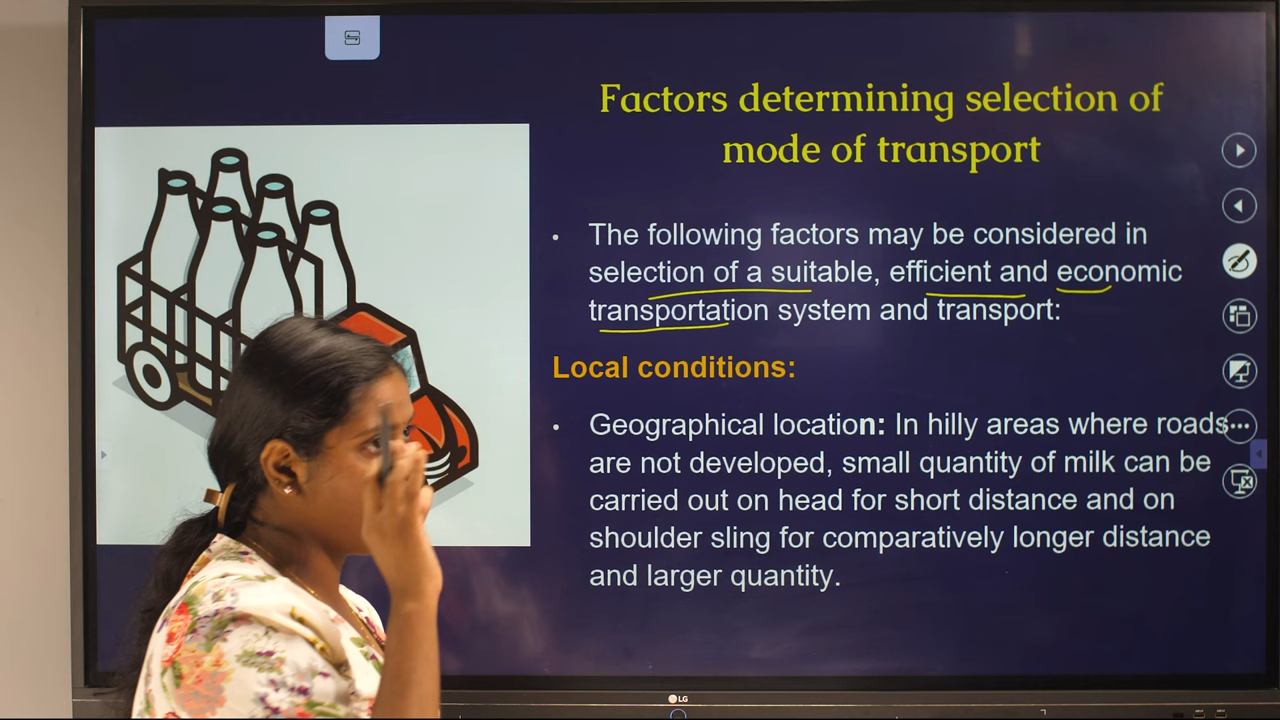 Factors determining selection of
mode of transport
• The following factors may be considered in
selection of a suitable, efficient and economic
transportation system and transport:
Local conditions:
• Geographical location: In hilly areas where roads
are not developed, small quantity of milk can be
carried out on head for short distance and on
shoulder sling for comparatively longer distance
and larger quantity.
LG